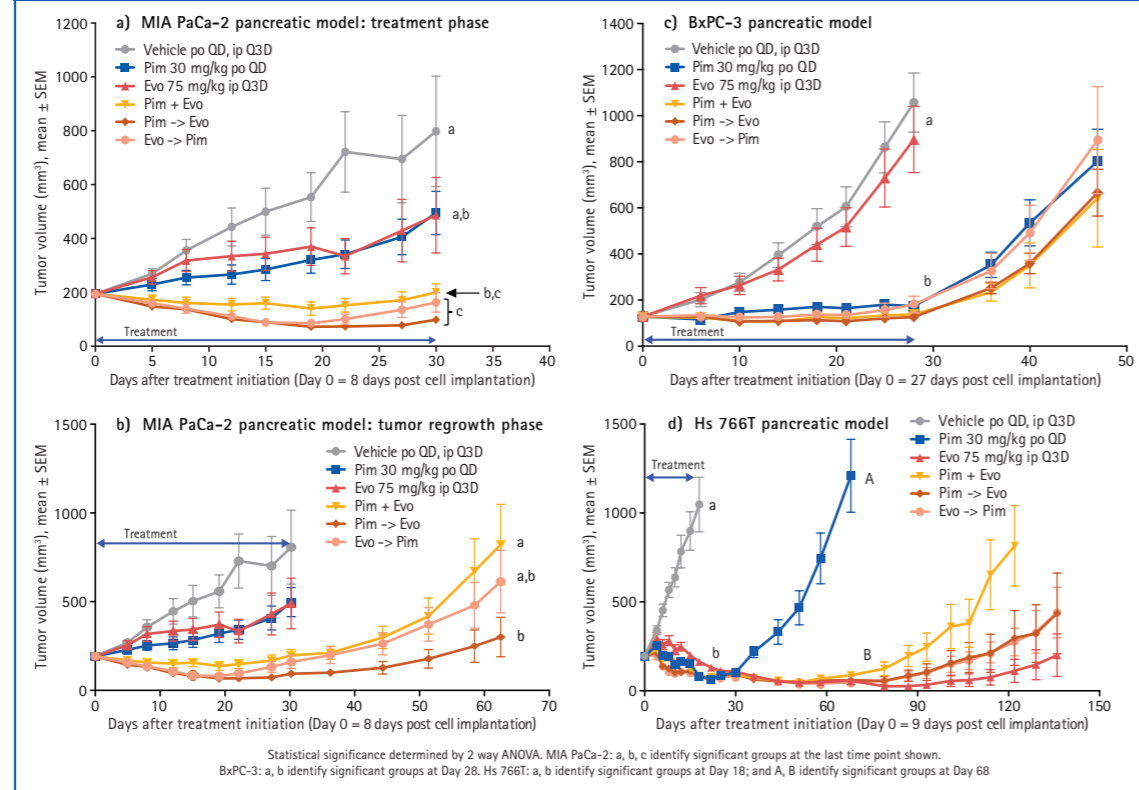 a) MIA PaCa-2 pancreatic model: treatment phase
Tumor volume (mm³), mean ± SEM
1200
1000
800
600
400
200
0
Vehicle po QD, ip Q3D
Pim 30 mg/kg po QD
Evo 75 mg/kg ip Q3D
Pim + Evo
Pim -> Evo
Evo -> Pim
a
a,b
b,c
c
Treatment
0 5 10 15 20 25 30 35 40
Days after treatment initiation (Day 0 = 8 days post cell implantation)
c) BxPC-3 pancreatic model
Tumor volume (mm³), mean ± SEM
1400
1200
1000
800
600
400
200
0
Vehicle po QD, ip Q3D
Pim 30 mg/kg po QD
Evo 75 mg/kg ip Q3D
Pim + Evo
Pim -> Evo
Evo -> Pim
a
b
Treatment
0 10 20 30 40 50
Days after treatment initiation (Day 0 = 27 days post cell implantation)
b) MIA PaCa-2 pancreatic model: tumor regrowth phase
Tumor volume (mm³), mean ± SEM
1500
1000
500
0
Vehicle po QD, ip Q3D
Pim 30 mg/kg po QD
Evo 75 mg/kg ip Q3D
Pim + Evo
Pim -> Evo
Evo -> Pim
Treatment
a
a,b
b
0 10 20 30 40 50 60 70
Days after treatment initiation (Day 0 = 8 days post cell implantation)
d) Hs 766T pancreatic model
Tumor volume (mm³), mean ± SEM
1500
1000
500
0
Treatment
Vehicle po QD, ip Q3D
Pim 30 mg/kg po QD
Evo 75 mg/kg ip Q3D
Pim + Evo
Pim -> Evo
Evo -> Pim
a
A
b
B
0 30 60 90 120 150
Days after treatment initiation (Day 0 = 9 days post cell implantation)
Statistical significance determined by 2 way ANOVA. MIA PaCa-2: a, b, c identify significant groups at the last time point shown.
BxPC-3: a, b identify significant groups at Day 28. Hs 766T: a, b identify significant groups at Day 18; and A, B identify significant groups at Day 68